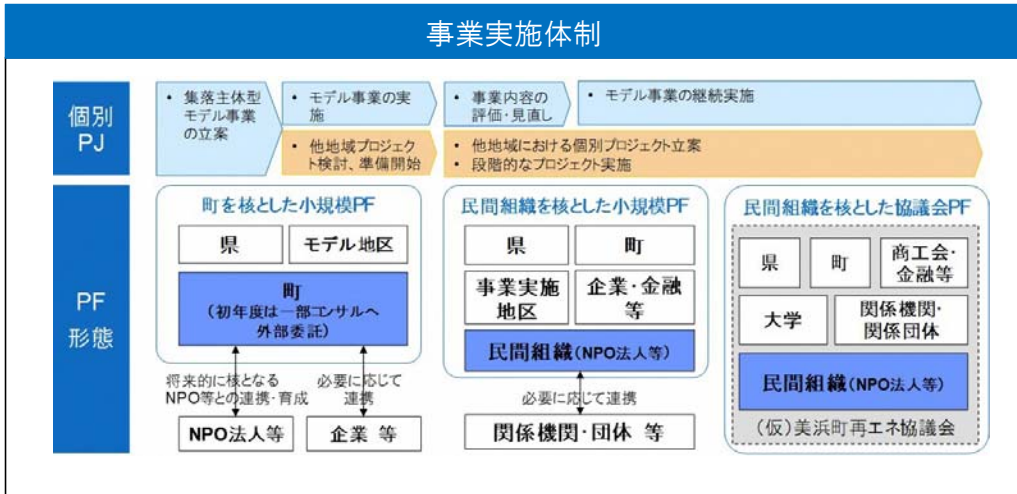 事業実施体制
個別
PJ
• 集落主体型
モデル事業
の立案
• モデル事業の実
施
• 事業内容の
評価・見直し
• モデル事業の継続実施
• 他地域プロジェク
ト検討、準備開始
• 他地域における個別プロジェクト立案
• 段階的なプロジェクト実施
PF
形態
町を核とした小規模PF
県
モデル地区
町
(初年度は一部コンサルへ
外部委託)
将来的に核となる
NPO等との連携・育成
必要に応じて
連携
NPO法人等
企業 等
民間組織を核とした小規模PF
県
町
事業実施
地区
企業・金融
等
民間組織(NPO法人等)
必要に応じて連携
関係機関・団体 等
民間組織を核とした協議会PF
県
町
商工会・
金融等
大学
関係機関・
関係団体
民間組織(NPO法人等)
(仮)美浜町再エネ協議会